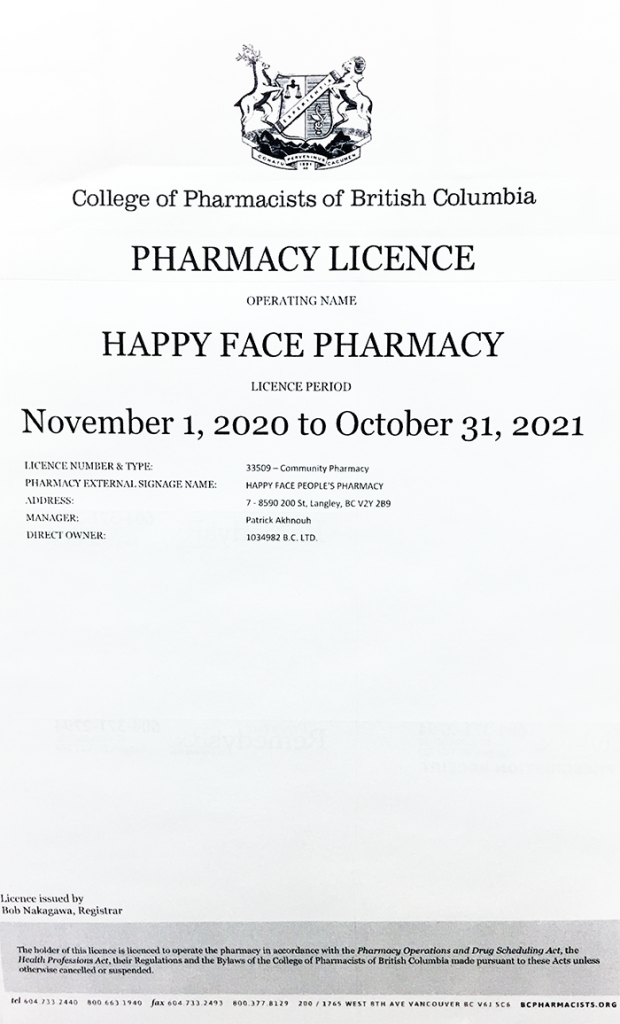 EXPERIENTIA
CONATU PERVENIMUS CACUMEN
1891
College of Pharmacists of British Columbia
PHARMACY LICENCE
OPERATING NAME
HAPPY FACE PHARMACY
LICENCE PERIOD
November 1, 2020 to October 31, 2021
LICENCE NUMBER & TYPE: 33509 – Community Pharmacy
PHARMACY EXTERNAL SIGNAGE NAME: HAPPY FACE PEOPLE'S PHARMACY
ADDRESS: 7 - 8590 200 St, Langley, BC V2Y 2B9
MANAGER: Patrick Akhnouh
DIRECT OWNER: 1034982 B.C. LTD.
Licence issued by
Bob Nakagawa, Registrar
The holder of this licence is licenced to operate the pharmacy in accordance with the Pharmacy Operations and Drug Scheduling Act, the
Health Professions Act, their Regulations and the Bylaws of the College of Pharmacists of British Columbia made pursuant to these Acts unless
otherwise cancelled or suspended.
tel 604 733 2440 800 663 1940 fax 604 733 2493 800.377.8129 200 / 1765 WEST 8TH AVE VANCOUVER BC V6J 5C6 BCPHARMACISTS.ORG